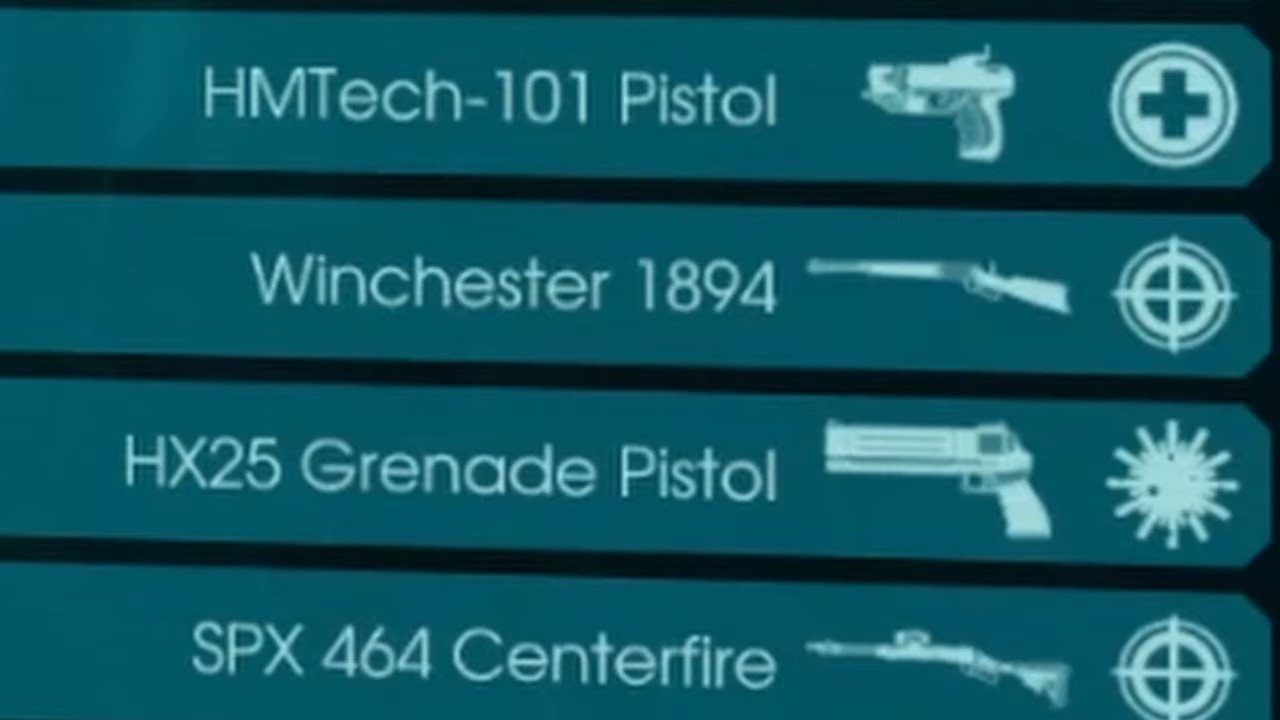 HMTech-101 Pistol
Winchester 1894
HX25 Grenade Pistol
SPX 464 Centerfire